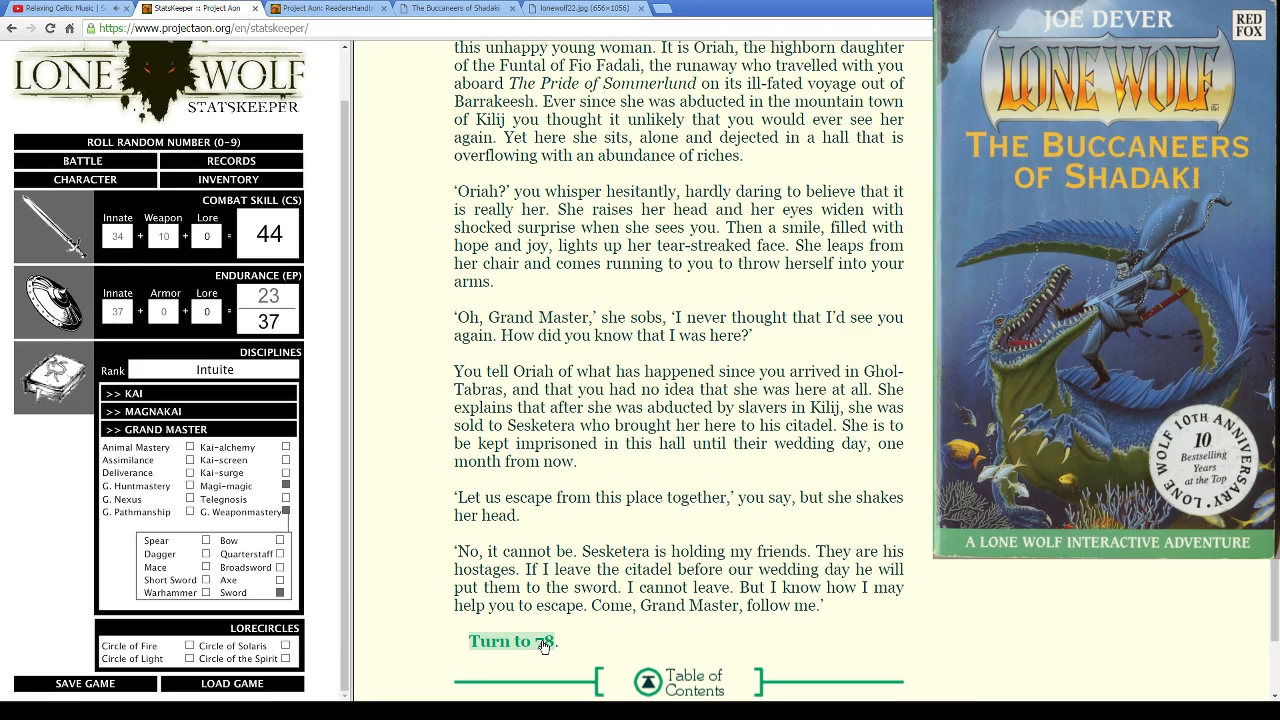 Relaxing Celtic Music |
StatsKeeper :: Project Aon
Project Aon: ReadersHandb
The Buccaneers of Shadaki
lonewolf22.jpg (656×1056)
https://www.projectaon.org/en/statskeeper/
LONE WOLF
STATSKEEPER
ROLL RANDOM NUMBER (0-9)
BATTLE RECORDS
CHARACTER INVENTORY
COMBAT SKILL (CS)
Innate Weapon Lore
34 + 10 + 0 = 44
ENDURANCE (EP)
Innate Armor Lore
23
37 + 0 + 0 = 37
DISCIPLINES
Rank Intuite
>> KAI
>> MAGNAKAI
>> GRAND MASTER
Animal Mastery Kai-alchemy
Assimilance Kai-screen
Deliverance Kai-surge
G. Huntmastery Magi-magic
G. Nexus Telegnosis
G. Pathmanship G. Weaponmastery
Spear Bow
Dagger Quarterstaff
Mace Broadsword
Short Sword Axe
Warhammer Sword
LORECIRCLES
Circle of Fire Circle of Solaris
Circle of Light Circle of the Spirit
SAVE GAME LOAD GAME
this unhappy young woman. It is Oriah, the highborn daughter
of the Funtal of Fio Fadali, the runaway who travelled with you
aboard The Pride of Sommerlund on its ill-fated voyage out of
Barrakeesh. Ever since she was abducted in the mountain town
of Kilij you thought it unlikely that you would ever see her
again. Yet here she sits, alone and dejected in a hall that is
overflowing with an abundance of riches.
‘Oriah?’ you whisper hesitantly, hardly daring to believe that it
is really her. She raises her head and her eyes widen with
shocked surprise when she sees you. Then a smile, filled with
hope and joy, lights up her tear-streaked face. She leaps from
her chair and comes running to you to throw herself into your
arms.
‘Oh, Grand Master,’ she sobs, ‘I never thought that I’d see you
again. How did you know that I was here?’
You tell Oriah of what has happened since you arrived in Ghol-
Tabras, and that you had no idea that she was here at all. She
explains that after she was abducted by slavers in Kilij, she was
sold to Sesketera who brought her here to his citadel. She is to
be kept imprisoned in this hall until their wedding day, one
month from now.
‘Let us escape from this place together,’ you say, but she shakes
her head.
‘No, it cannot be. Sesketera is holding my friends. They are his
hostages. If I leave the citadel before our wedding day he will
put them to the sword. I cannot leave. But I know how I may
help you to escape. Come, Grand Master, follow me.’
Turn to 78.
Table of
Contents
JOE DEVER
RED
FOX
LONE WOLF
THE BUCCANEERS
OF SHADAKI
LONE WOLF 10TH ANNIVERSARY
10
Bestselling
Years
at the Top
A LONE WOLF INTERACTIVE ADVENTURE